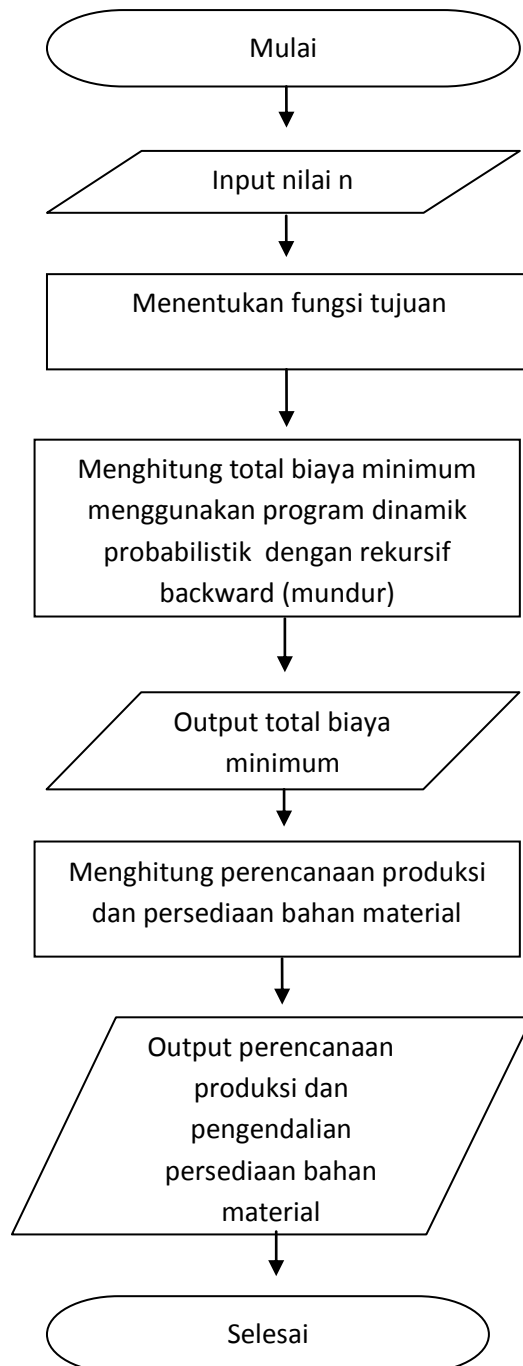 Mulai
Input nilai n
Menentukan fungsi tujuan
Menghitung total biaya minimum
menggunakan program dinamik
probabilistik dengan rekursif
backward (mundur)
Output total biaya
minimum
Menghitung perencanaan produksi
dan persediaan bahan material
Output perencanaan
produksi dan
pengendalian
persediaan bahan
material
Selesai